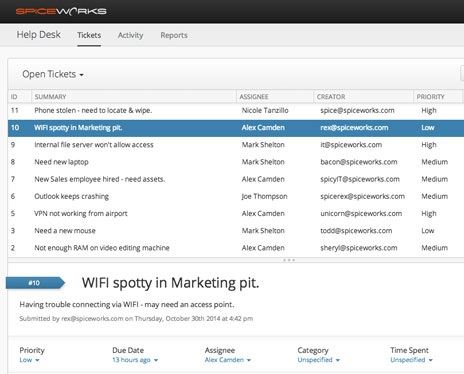 SPICEWORKS
Help Desk Tickets Activity Reports
Open Tickets
ID SUMMARY ASSIGNEE CREATOR PRIORITY
11 Phone stolen - need to locate & wipe. Nicole Tanzillo spice@spiceworks.com High
10 WIFI spotty in Marketing pit. Alex Camden rex@spiceworks.com Low
9 Internal file server won't allow access Mark Shelton it@spiceworks.com High
8 Need new laptop Mark Shelton bacon@spiceworks.com Medium
7 New Sales employee hired - need assets. Alex Camden spicyIT@spiceworks.com Medium
6 Outlook keeps crashing Joe Thompson spicerex@spiceworks.com Medium
5 VPN not working from airport Alex Camden unicorn@spiceworks.com High
3 Need a new mouse Mark Shelton todd@spiceworks.com Low
2 Not enough RAM on video editing machine Alex Camden sheryl@spiceworks.com Medium
#10 WIFI spotty in Marketing pit.
Having trouble connecting via WIFI - may need an access point.
Submitted by rex@spiceworks.com on Thursday, October 30th 2014 at 4:42 pm
Priority Due Date Assignee Category Time Spent
Low 13 hours ago Alex Camden Unspecified Unspecified